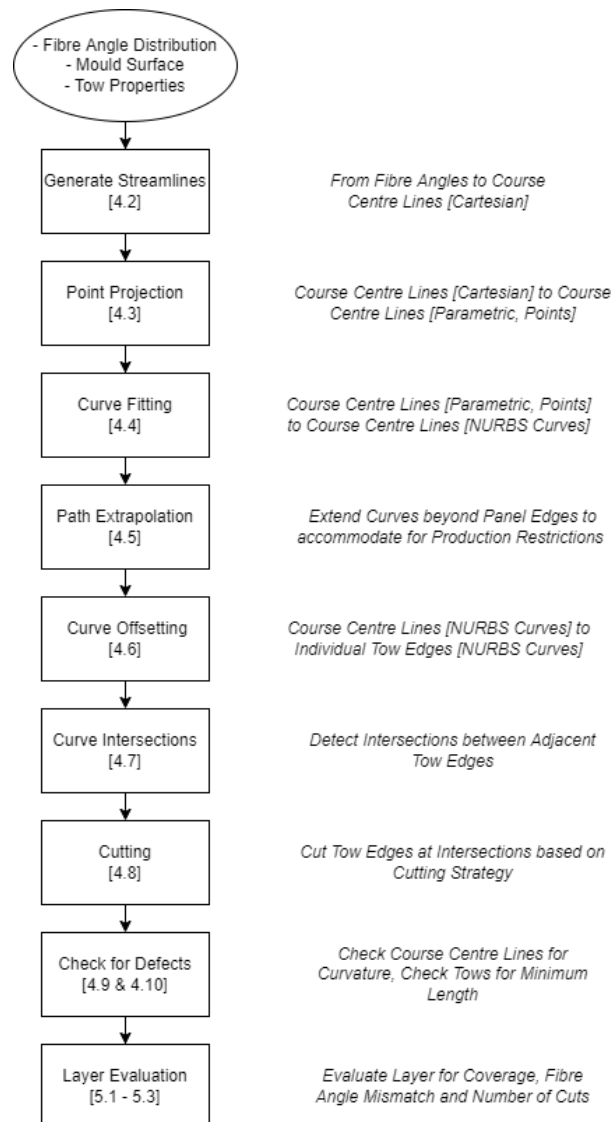 - Fibre Angle Distribution
- Mould Surface
- Tow Properties
Generate Streamlines
[4.2]
From Fibre Angles to Course
Centre Lines [Cartesian]
Point Projection
[4.3]
Course Centre Lines [Cartesian] to Course
Centre Lines [Parametric, Points]
Curve Fitting
[4.4]
Course Centre Lines [Parametric, Points]
to Course Centre Lines [NURBS Curves]
Path Extrapolation
[4.5]
Extend Curves beyond Panel Edges to
accommodate for Production Restrictions
Curve Offsetting
[4.6]
Course Centre Lines [NURBS Curves] to
Individual Tow Edges [NURBS Curves]
Curve Intersections
[4.7]
Detect Intersections between Adjacent
Tow Edges
Cutting
[4.8]
Cut Tow Edges at Intersections based on
Cutting Strategy
Check for Defects
[4.9 & 4.10]
Check Course Centre Lines for
Curvature, Check Tows for Minimum
Length
Layer Evaluation
[5.1 - 5.3]
Evaluate Layer for Coverage, Fibre
Angle Mismatch and Number of Cuts